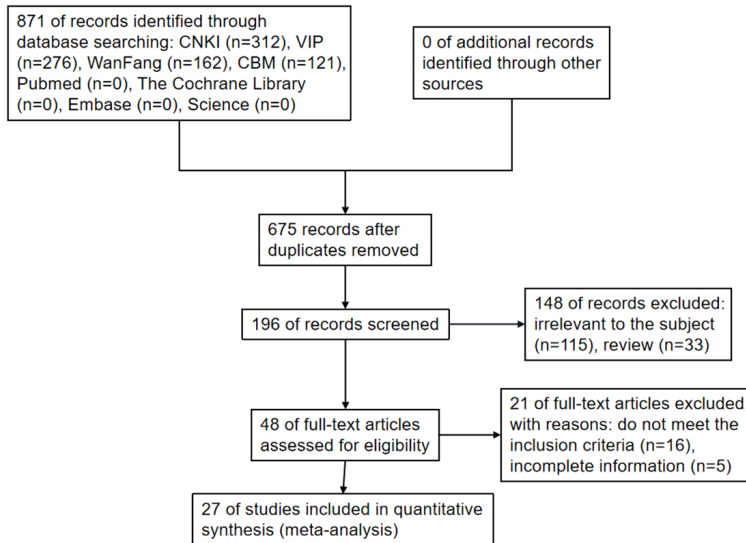 871 of records identified through
database searching: CNKI (n=312), VIP
(n=276), WanFang (n=162), CBM (n=121),
Pubmed (n=0), The Cochrane Library
(n=0), Embase (n=0), Science (n=0)
0 of additional records
identified through other
sources
675 records after
duplicates removed
196 of records screened
148 of records excluded:
irrelevant to the subject
(n=115), review (n=33)
48 of full-text articles
assessed for eligibility
21 of full-text articles excluded
with reasons: do not meet the
inclusion criteria (n=16),
incomplete information (n=5)
27 of studies included in quantitative
synthesis (meta-analysis)